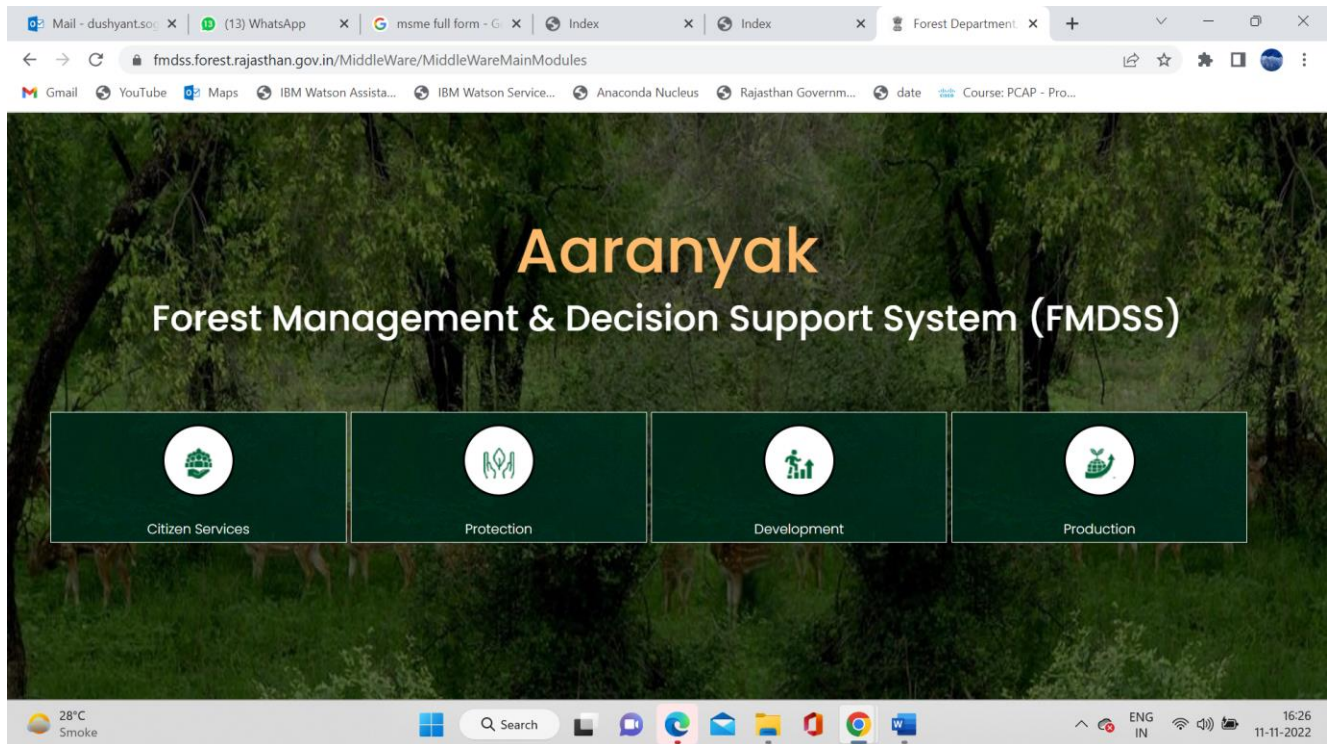 Mail - dushyant.sog
(13) WhatsApp
msme full form - G
Index
Index
Forest Department,
fmdss.forest.rajasthan.gov.in/MiddleWare/MiddleWareMainModules
Gmail YouTube Maps IBM Watson Assista... IBM Watson Service... Anaconda Nucleus Rajasthan Governm... date Course: PCAP - Pro...
Aaranyak
Forest Management & Decision Support System (FMDSS)
Citizen Services
Protection
Development
Production
28°C
Smoke
Search
ENG
IN
16:26
11-11-2022